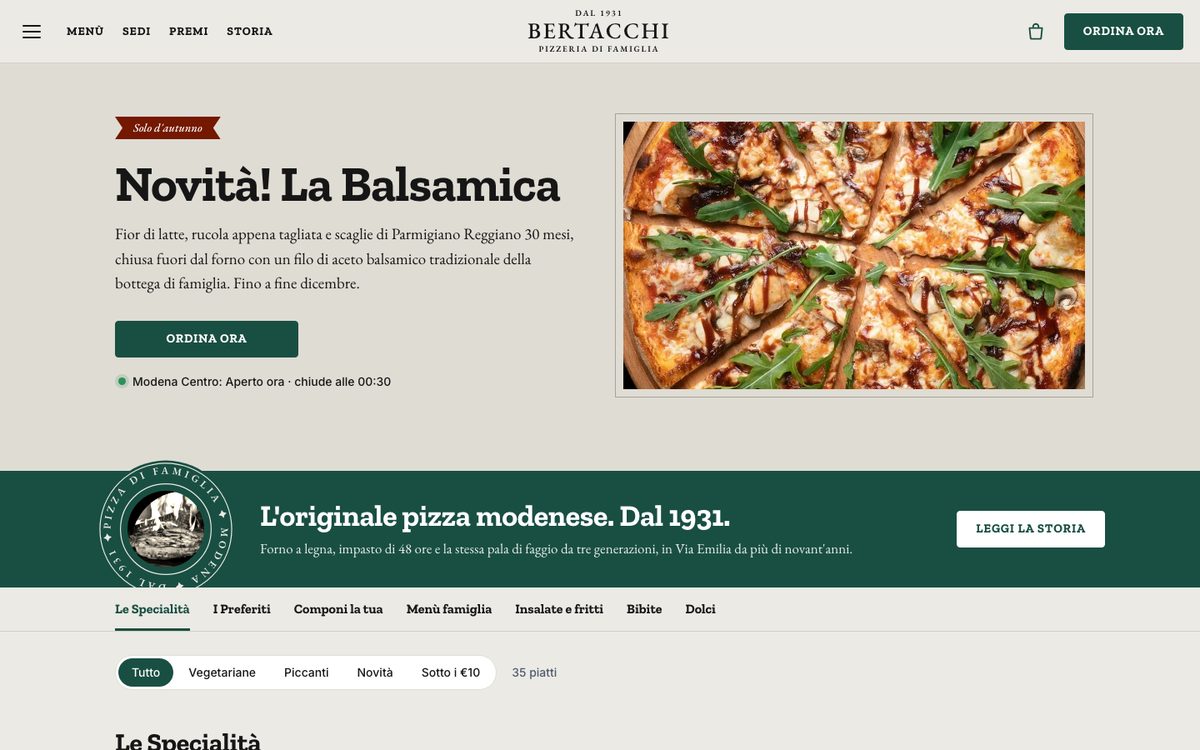 MENÙ SEDI PREMI STORIA
DAL 1931
BERTACCHI
PIZZERIA DI FAMIGLIA
ORDINA ORA
Solo d'autunno
Novità! La Balsamica
Fior di latte, rucola appena tagliata e scaglie di Parmigiano Reggiano 30 mesi,
chiusa fuori dal forno con un filo di aceto balsamico tradizionale della
bottega di famiglia. Fino a fine dicembre.
ORDINA ORA
Modena Centro: Aperto ora · chiude alle 00:30
PIZZA DI FAMIGLIA ✦ MODENA ✦ DAL 1931 ✦
L'originale pizza modenese. Dal 1931.
Forno a legna, impasto di 48 ore e la stessa pala di faggio da tre generazioni, in Via Emilia da più di novant'anni.
LEGGI LA STORIA
Le Specialità I Preferiti Componi la tua Menù famiglia Insalate e fritti Bibite Dolci
Tutto Vegetariane Piccanti Novità Sotto i €10 35 piatti
Le Specialità